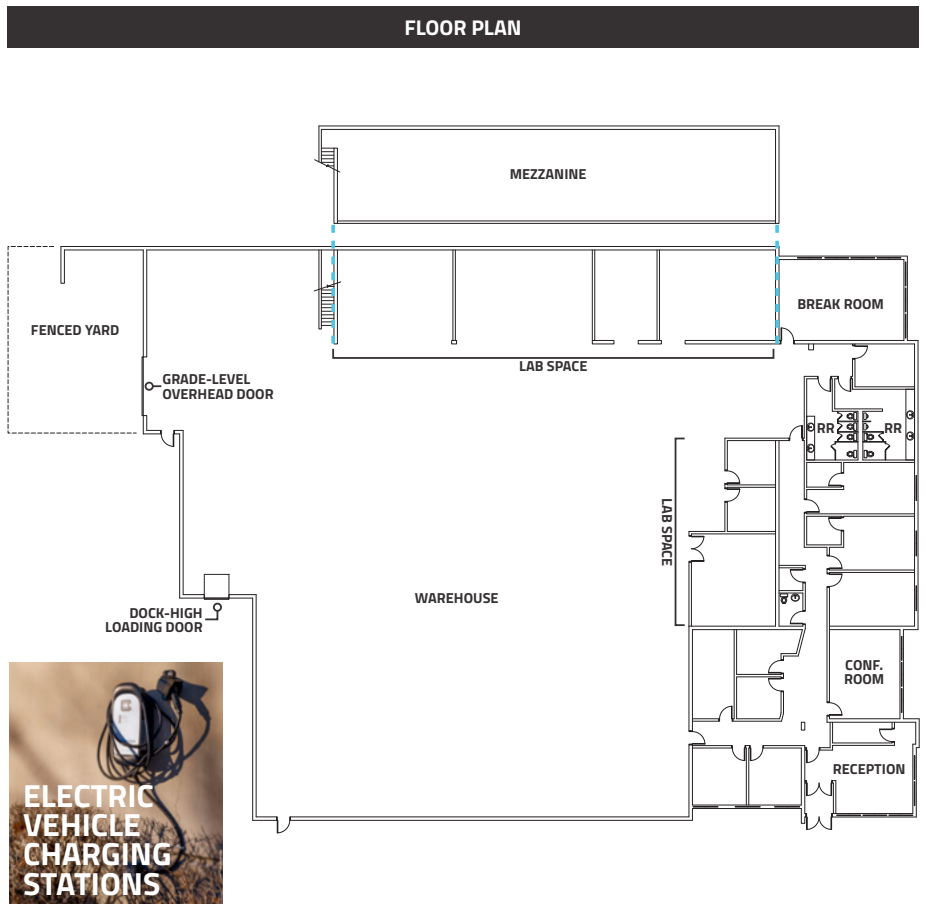 FLOOR PLAN
MEZZANINE
BREAK ROOM
FENCED YARD
LAB SPACE
GRADE-LEVEL
OVERHEAD DOOR
RR
RR
LAB SPACE
WAREHOUSE
DOCK-HIGH
LOADING DOOR
CONF.
ROOM
RECEPTION
ELECTRIC
VEHICLE
CHARGING
STATIONS